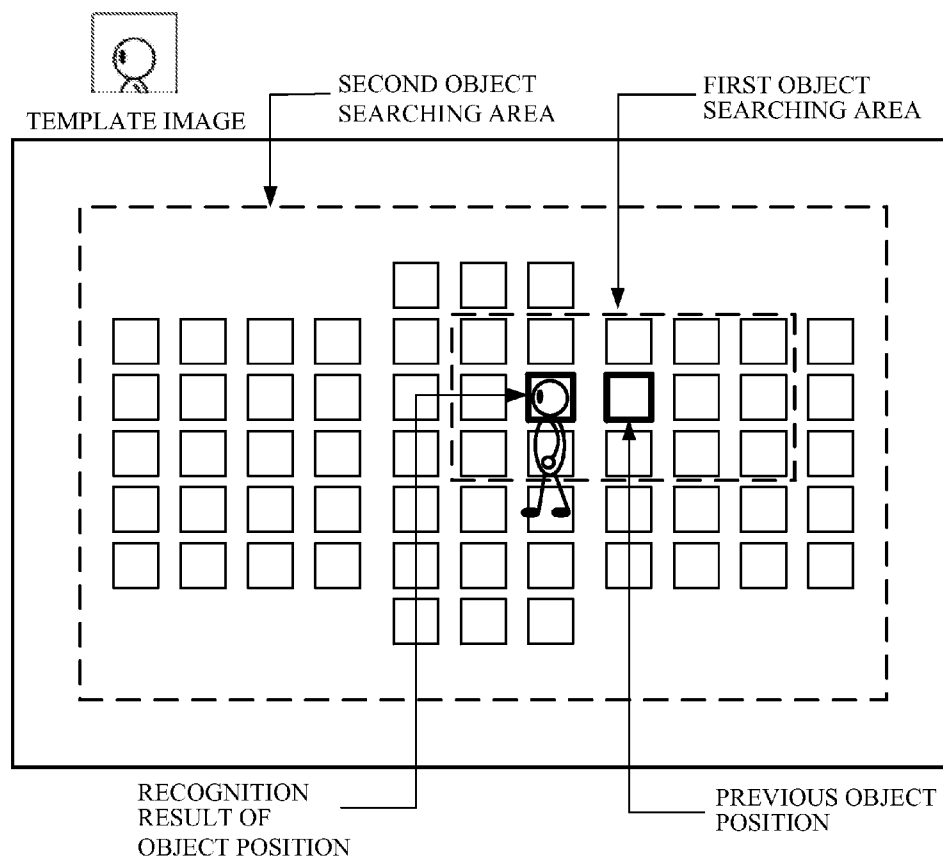 SECOND OBJECT
SEARCHING AREA
FIRST OBJECT
SEARCHING AREA
TEMPLATE IMAGE
RECOGNITION
RESULT OF
OBJECT POSITION
PREVIOUS OBJECT
POSITION